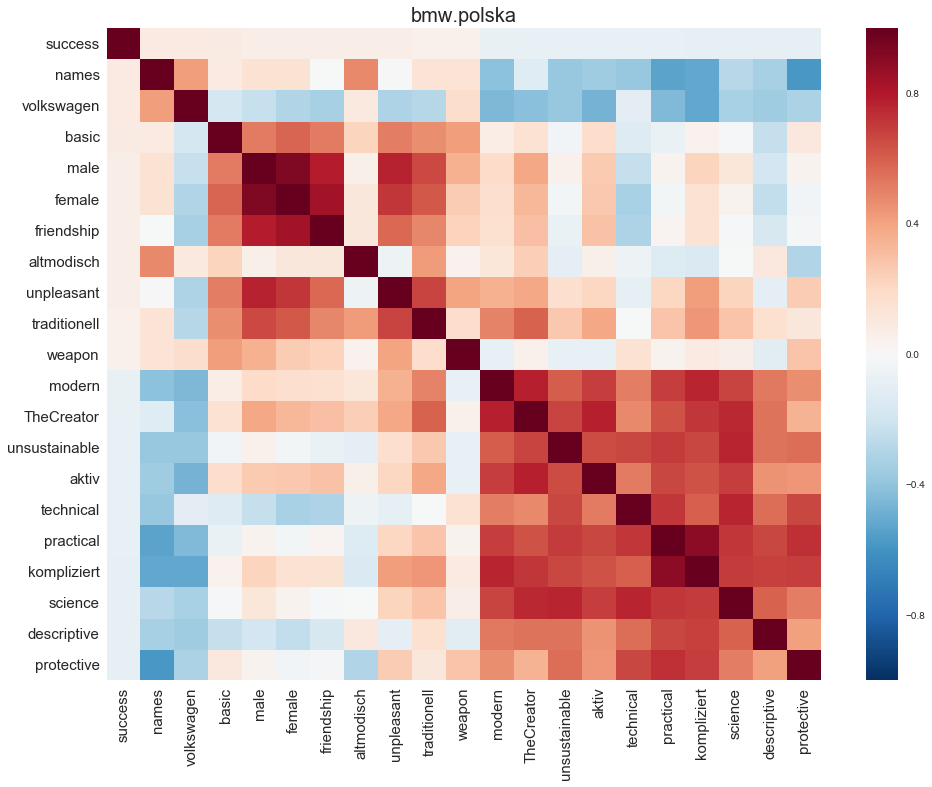 bmw.polska
success
names
volkswagen
basic
male
female
friendship
altmodisch
unpleasant
traditionell
weapon
modern
TheCreator
unsustainable
aktiv
technical
practical
kompliziert
science
descriptive
protective
success
names
volkswagen
basic
male
female
friendship
altmodisch
unpleasant
traditionell
weapon
modern
TheCreator
unsustainable
aktiv
technical
practical
kompliziert
science
descriptive
protective
0.8
0.4
0.0
−0.4
−0.8